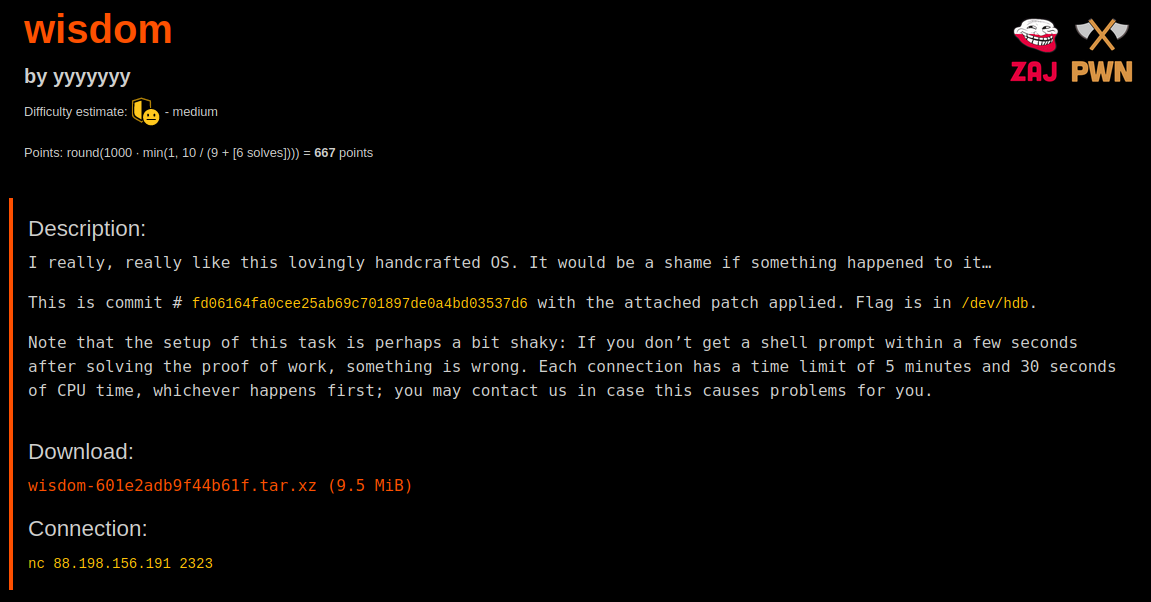 wisdom
ZAJ PWN
by yyyyyyy
Difficulty estimate: - medium
Points: round(1000 · min(1, 10 / (9 + [6 solves]))) = 667 points
Description:
I really, really like this lovingly handcrafted OS. It would be a shame if something happened to it…
This is commit # fd06164fa0cee25ab69c701897de0a4bd03537d6 with the attached patch applied. Flag is in /dev/hdb.
Note that the setup of this task is perhaps a bit shaky: If you don’t get a shell prompt within a few seconds
after solving the proof of work, something is wrong. Each connection has a time limit of 5 minutes and 30 seconds
of CPU time, whichever happens first; you may contact us in case this causes problems for you.
Download:
wisdom-601e2adb9f44b61f.tar.xz (9.5 MiB)
Connection:
nc 88.198.156.191 2323